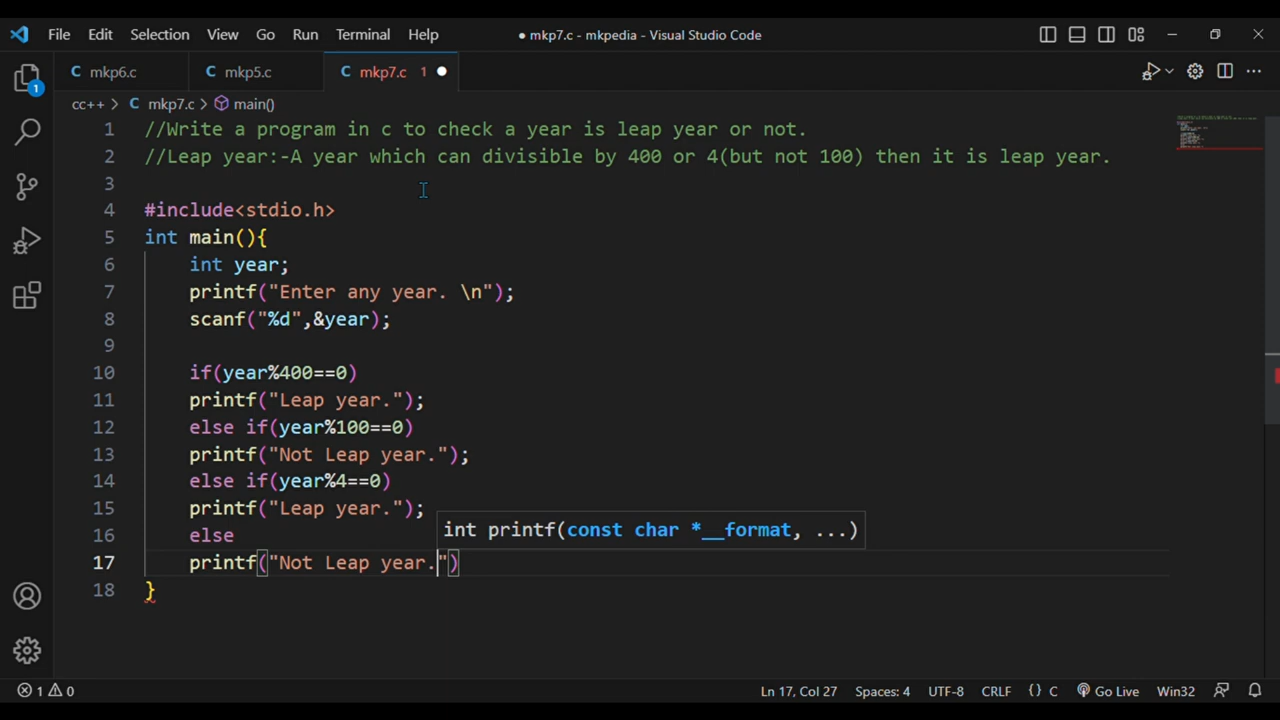 File Edit Selection View Go Run Terminal Help ● mkp7.c - mkpedia - Visual Studio Code
C mkp6.c C mkp5.c C mkp7.c 1 ●
1
cc++ > C mkp7.c > main()
1 //Write a program in c to check a year is leap year or not.
2 //Leap year:-A year which can divisible by 400 or 4(but not 100) then it is leap year.
3
4 #include<stdio.h>
5 int main(){
6 int year;
7 printf("Enter any year. \n");
8 scanf("%d",&year);
9
10 if(year%400==0)
11 printf("Leap year.");
12 else if(year%100==0)
13 printf("Not Leap year.");
14 else if(year%4==0)
15 printf("Leap year.");
16 else
int printf(const char *__format, ...)
17 printf("Not Leap year.")
18 }
1 0 Ln 17, Col 27 Spaces: 4 UTF-8 CRLF {} C Go Live Win32